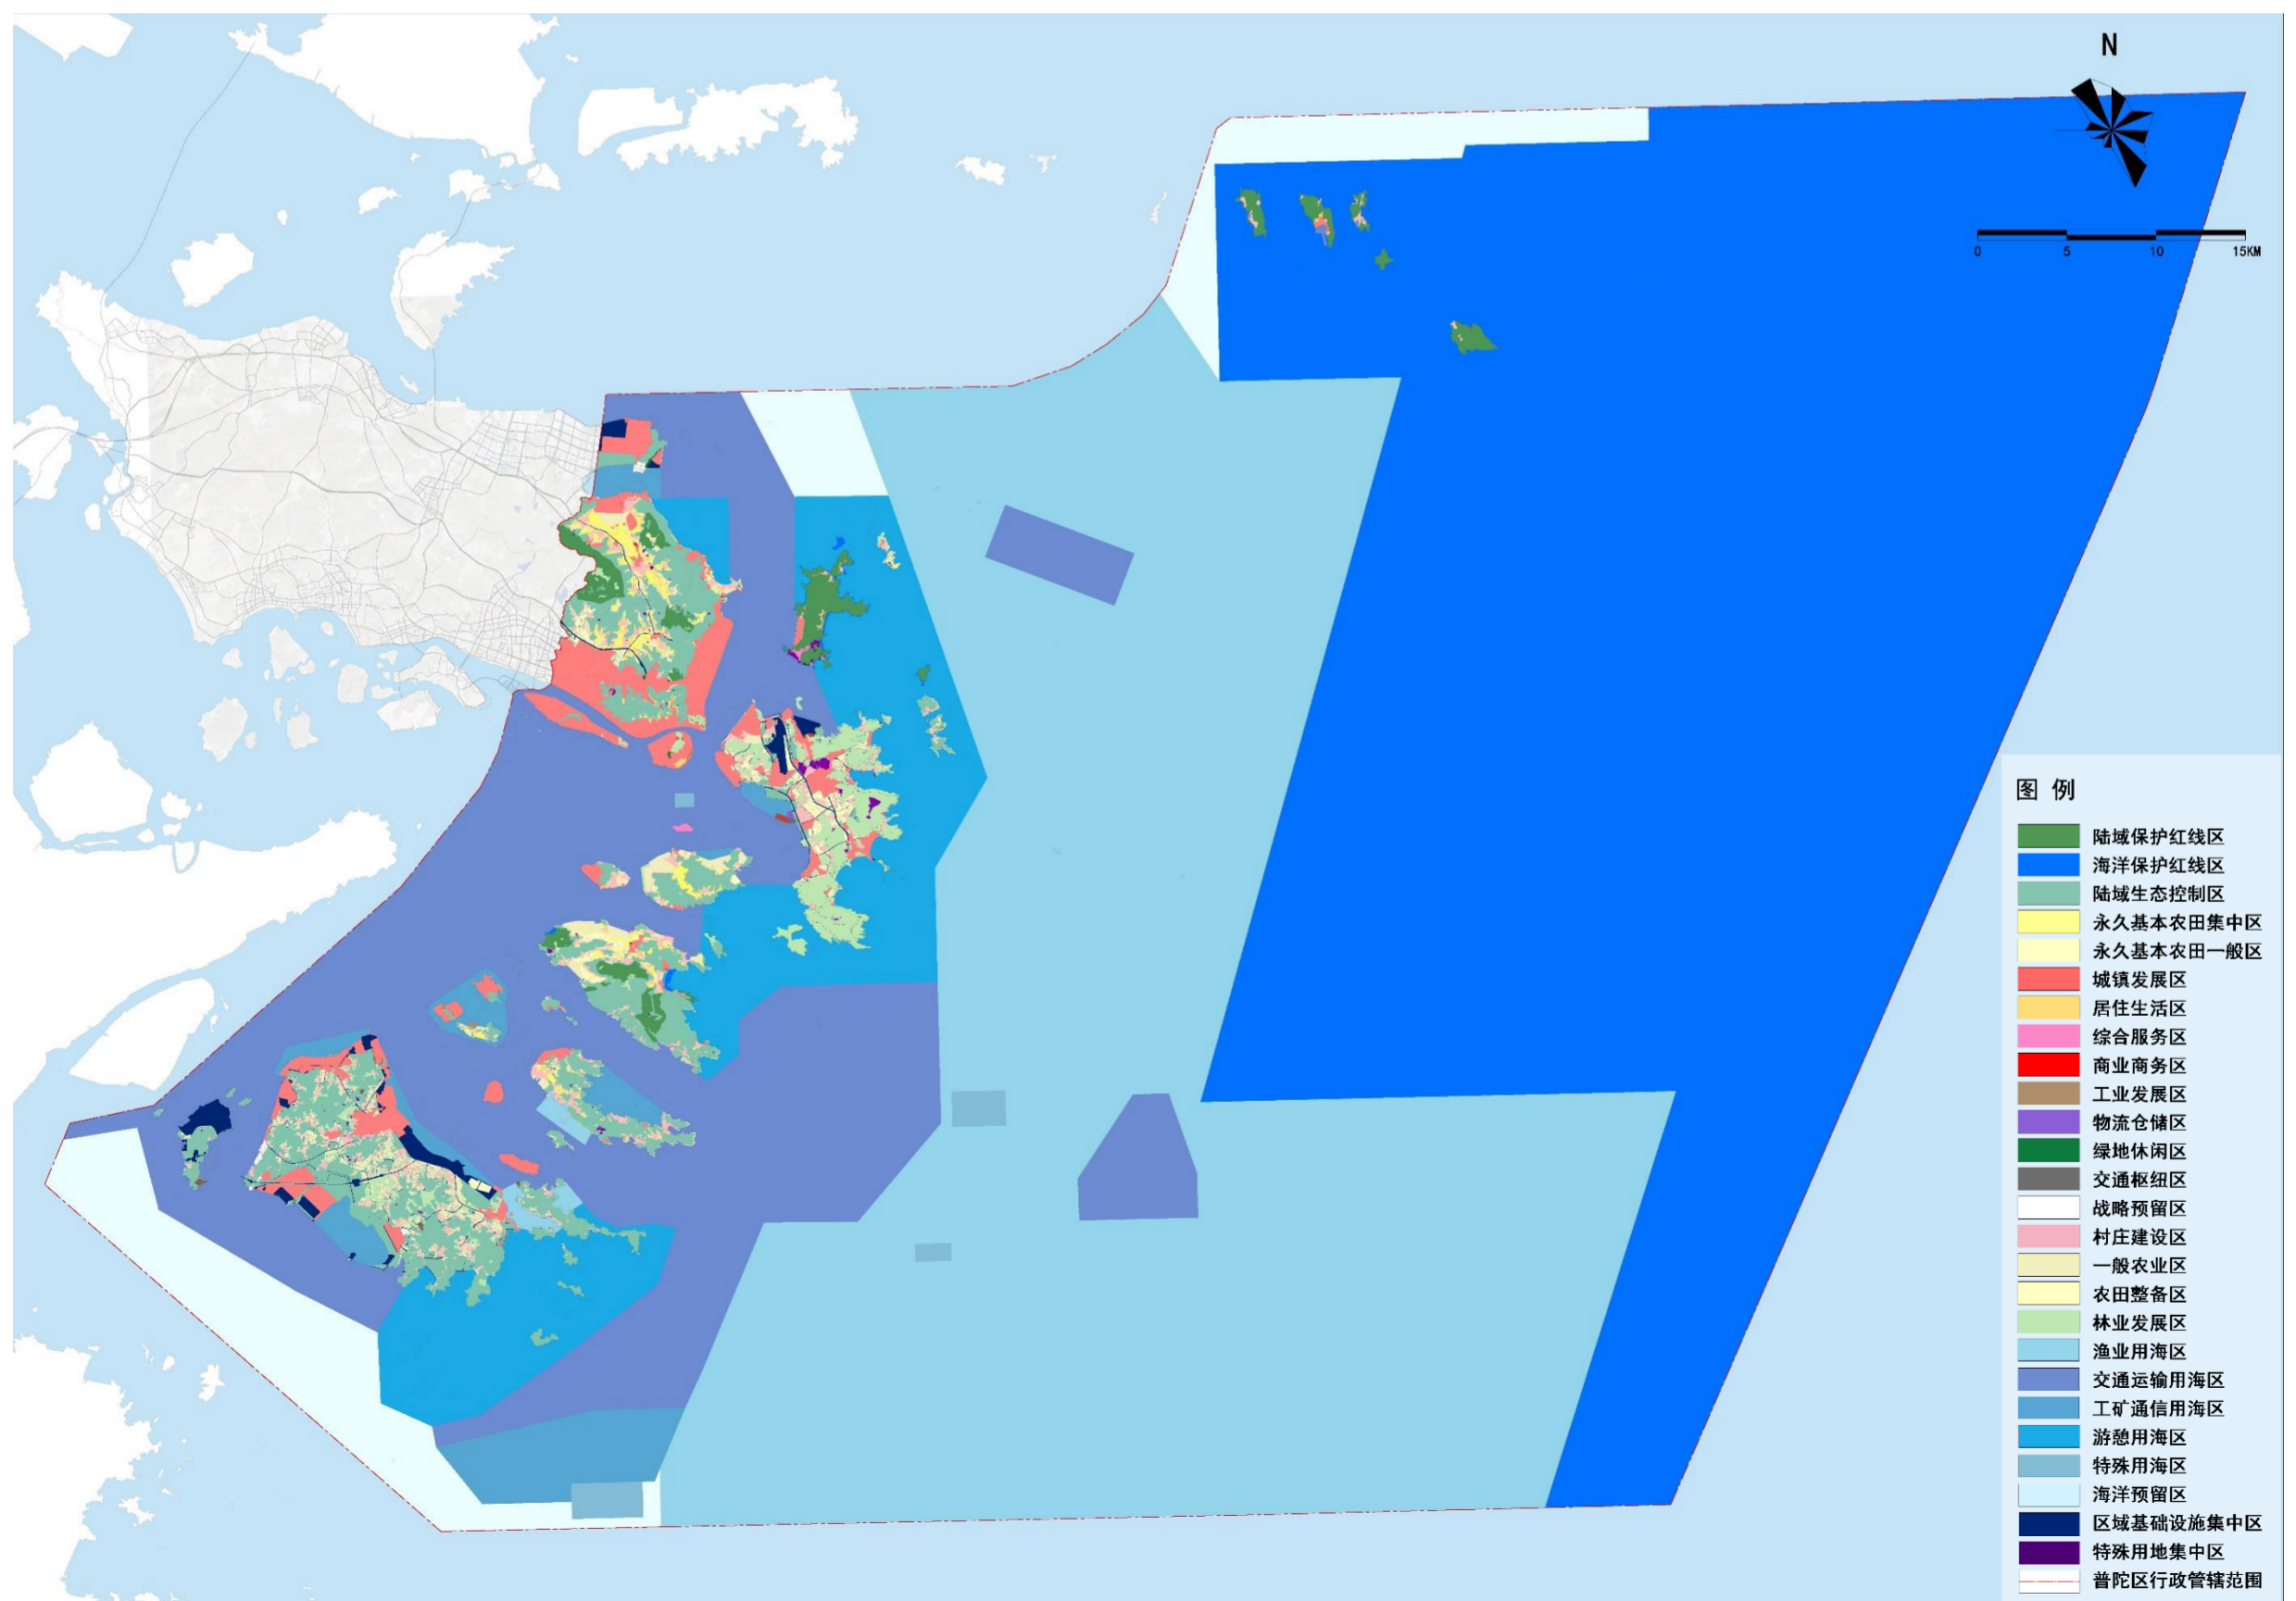 N
0 5 10 15KM
图 例
陆域保护红线区
海洋保护红线区
陆域生态控制区
永久基本农田集中区
永久基本农田一般区
城镇发展区
居住生活区
综合服务区
商业商务区
工业发展区
物流仓储区
绿地休闲区
交通枢纽区
战略预留区
村庄建设区
一般农业区
农田整备区
林业发展区
渔业用海区
交通运输用海区
工矿通信用海区
游憩用海区
特殊用海区
海洋预留区
区域基础设施集中区
特殊用地集中区
普陀区行政管辖范围